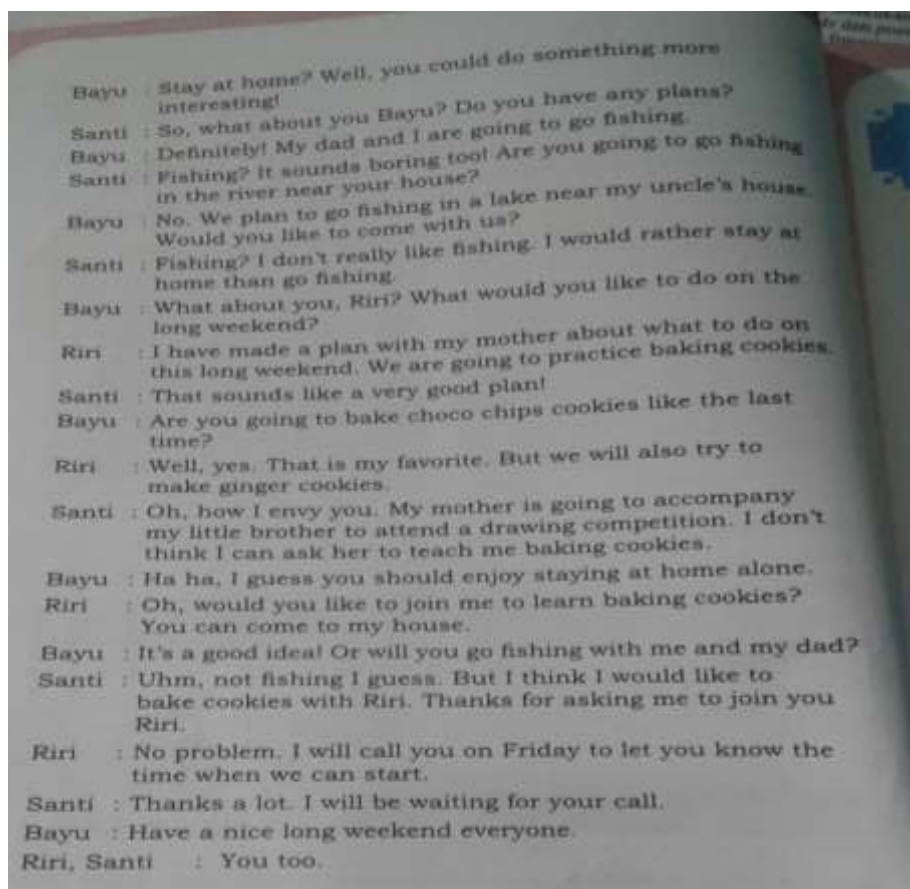 Bayu : Stay at home? Well, you could do something more
interesting!
Santi : So, what about you Bayu? Do you have any plans?
Bayu : Definitely! My dad and I are going to go fishing.
Santi : Fishing? It sounds boring too! Are you going to go fishing
in the river near your house?
Bayu : No. We plan to go fishing in a lake near my uncle's house.
Would you like to come with us?
Santi : Fishing? I don't really like fishing. I would rather stay at
home than go fishing.
Bayu : What about you, Riri? What would you like to do on the
long weekend?
Riri : I have made a plan with my mother about what to do on
this long weekend. We are going to practice baking cookies.
Santi : That sounds like a very good plan!
Bayu : Are you going to bake choco chips cookies like the last
time?
Riri : Well, yes. That is my favorite. But we will also try to
make ginger cookies.
Santi : Oh, how I envy you. My mother is going to accompany
my little brother to attend a drawing competition. I don't
think I can ask her to teach me baking cookies.
Bayu : Ha ha, I guess you should enjoy staying at home alone.
Riri : Oh, would you like to join me to learn baking cookies?
You can come to my house.
Bayu : It's a good idea! Or will you go fishing with me and my dad?
Santi : Uhm, not fishing I guess. But I think I would like to
bake cookies with Riri. Thanks for asking me to join you
Riri.
Riri : No problem. I will call you on Friday to let you know the
time when we can start.
Santi : Thanks a lot. I will be waiting for your call.
Bayu : Have a nice long weekend everyone.
Riri, Santi : You too.